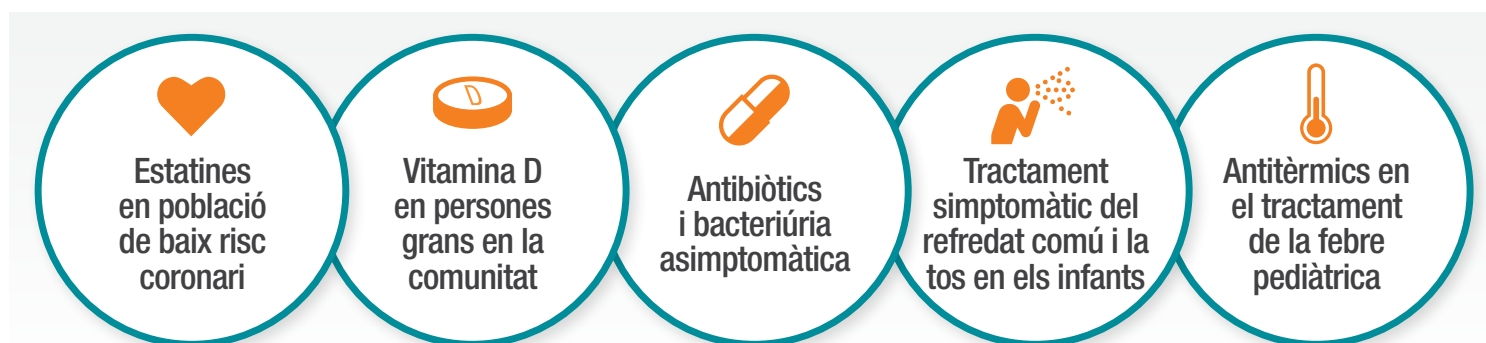 Estatines
en població
de baix risc
coronari
Vitamina D
en persones
grans en la
comunitat
Antibiòtics
i bacteriúria
asimptomàtica
Tractament
simptomàtic del
refredat comú i la
tos en els infants
Antitèrmics en
el tractament
de la febre
pediàtrica